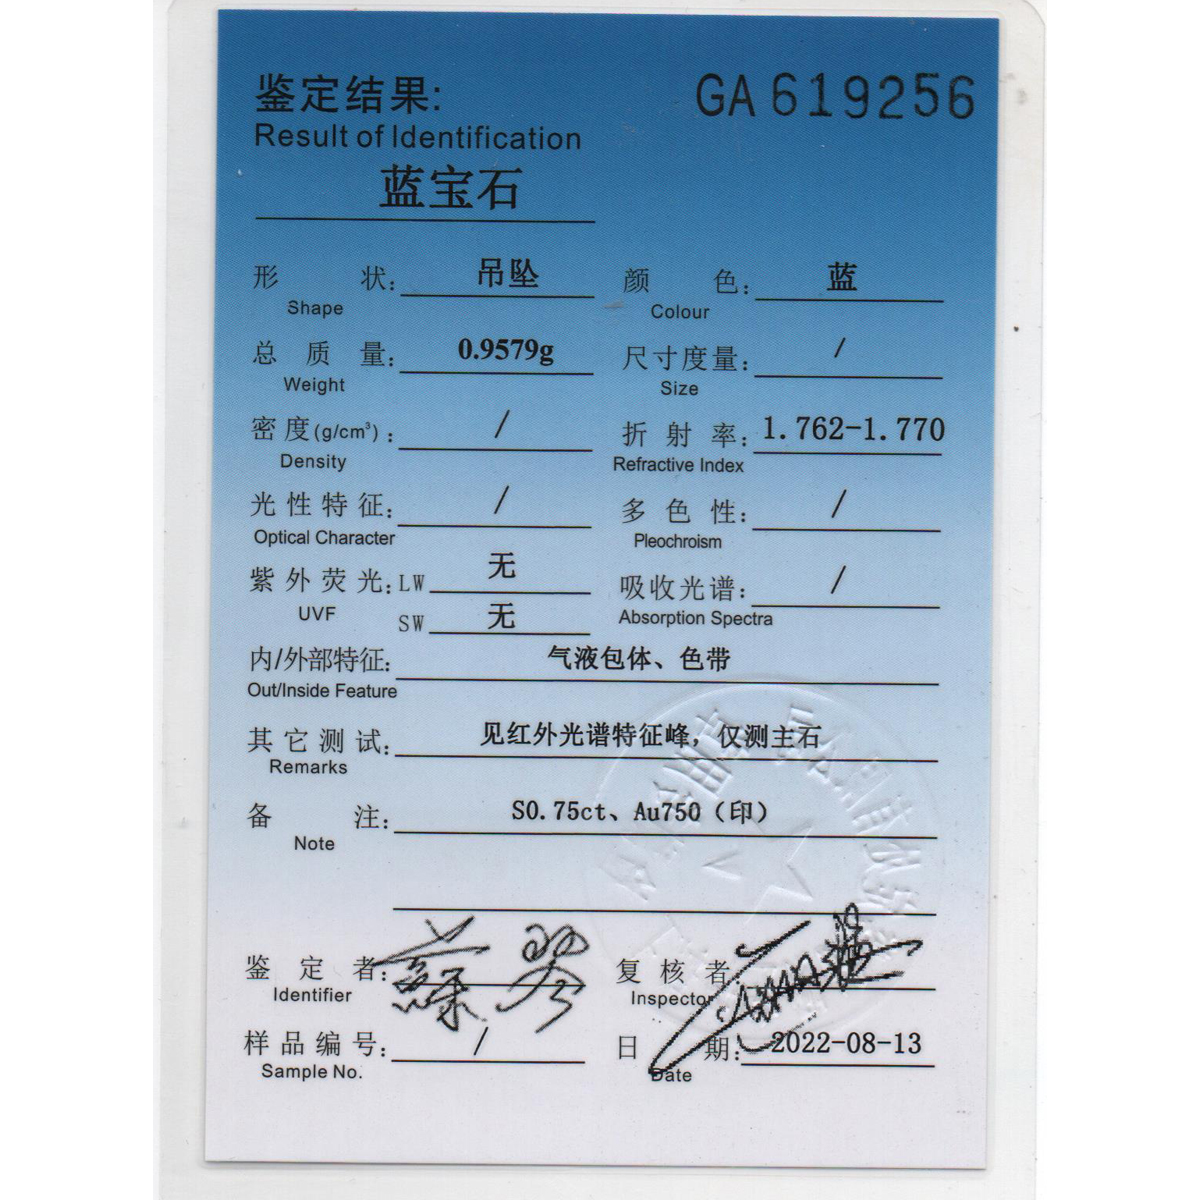 鉴定结果:
GA619256
Result of Identification
蓝宝石
形 状: 吊坠 颜 色: 蓝
Shape Colour
总 质 量: 0.9579g 尺寸度量: /
Weight Size
密度(g/cm³): / 折 射 率: 1.762-1.770
Density Refractive Index
光性特征: / 多 色 性: /
Optical Character Pleochroism
紫外荧光: LW 无 吸收光谱: /
UVF SW 无 Absorption Spectra
内/外部特征: 气液包体、色带
Out/Inside Feature
其它测试: 见红外光谱特征峰, 仅测主石
Remarks
备 注: S0.75ct、Au750（印）
Note
鉴 定 者: 复 核 者:
Identifier Inspector
样品编号: / 日 期: 2022-08-13
Sample No. Date